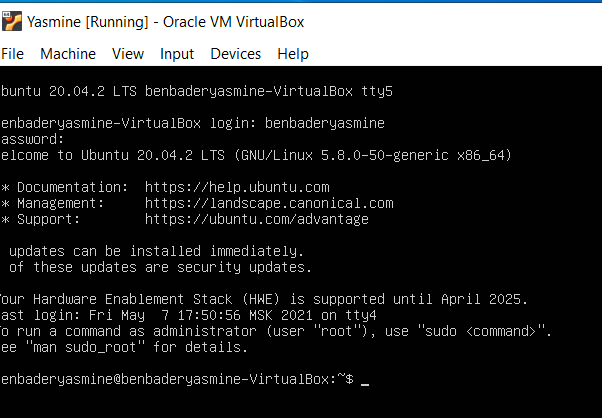 Yasmine [Running] - Oracle VM VirtualBox
File Machine View Input Devices Help
buntu 20.04.2 LTS benbaderyasmine-VirtualBox tty5
enbaderyasmine-VirtualBox login: benbaderyasmine
assword:
elcome to Ubuntu 20.04.2 LTS (GNU/Linux 5.8.0-50-generic x86_64)
* Documentation: https://help.ubuntu.com
* Management: https://landscape.canonical.com
* Support: https://ubuntu.com/advantage
updates can be installed immediately.
of these updates are security updates.
Your Hardware Enablement Stack (HWE) is supported until April 2025.
ast login: Fri May 7 17:50:56 MSK 2021 on tty4
To run a command as administrator (user "root"), use "sudo <command>".
ee "man sudo_root" for details.
enbaderyasmine@benbaderyasmine-VirtualBox:~$ _